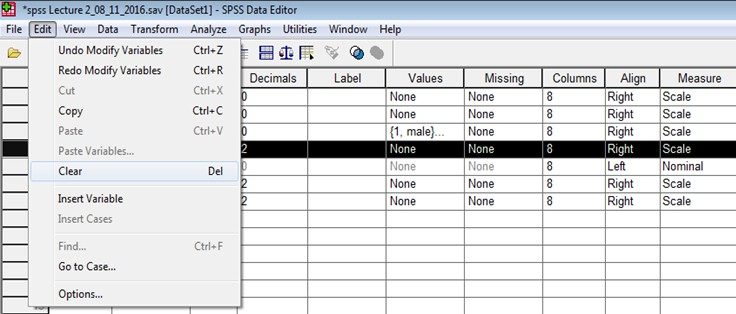 *spss Lecture 2_08_11_2016.sav [DataSet1] - SPSS Data Editor
File Edit View Data Transform Analyze Graphs Utilities Window Help
Undo Modify Variables Ctrl+Z
Redo Modify Variables Ctrl+R
Cut Ctrl+X
Copy Ctrl+C
Paste Ctrl+V
Paste Variables...
Clear Del
Insert Variable
Insert Cases
Find... Ctrl+F
Go to Case...
Options...
Decimals Label Values Missing Columns Align Measure
0 None None 8 Right Scale
0 None None 8 Right Scale
0 {1, male}... None 8 Right Scale
2 None None 8 Right Scale
0 None None 8 Left Nominal
2 None None 8 Right Scale
2 None None 8 Right Scale